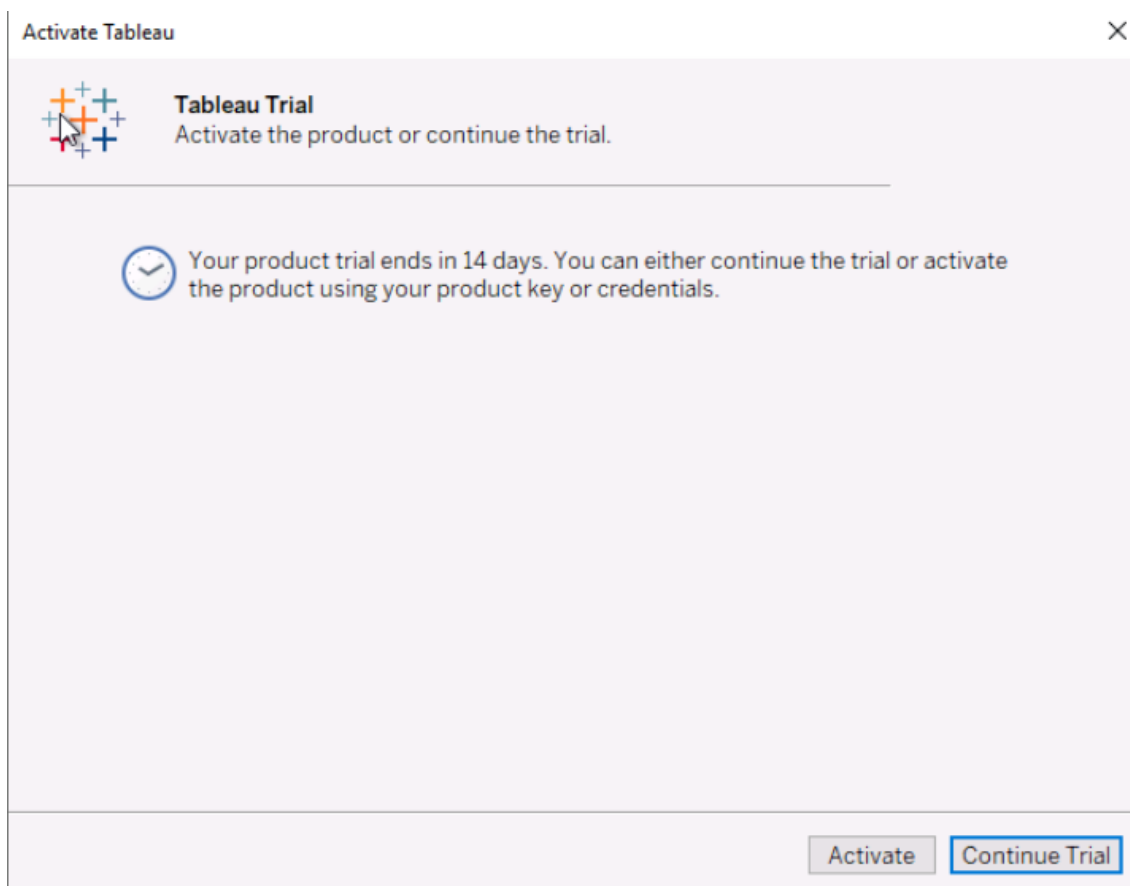 Activate Tableau
Tableau Trial
Activate the product or continue the trial.
Your product trial ends in 14 days. You can either continue the trial or activate
the product using your product key or credentials.
Activate
Continue Trial